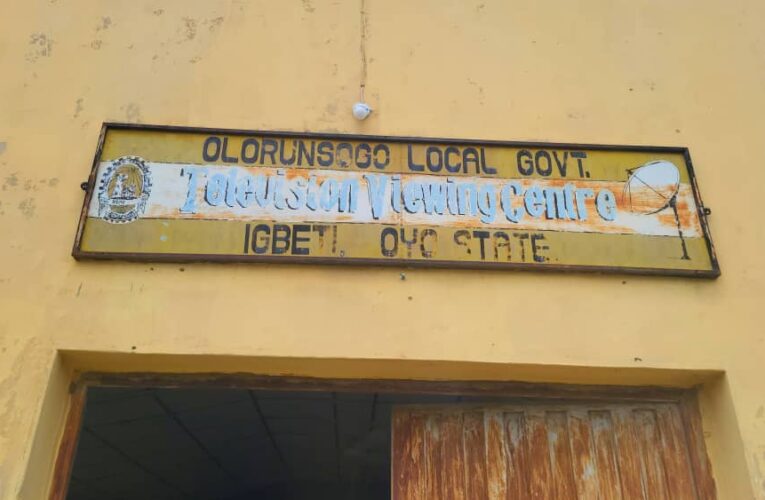 OLORUNSOGO LOCAL GOVT.
Television Viewing Centre
IGBETI, OYO STATE.